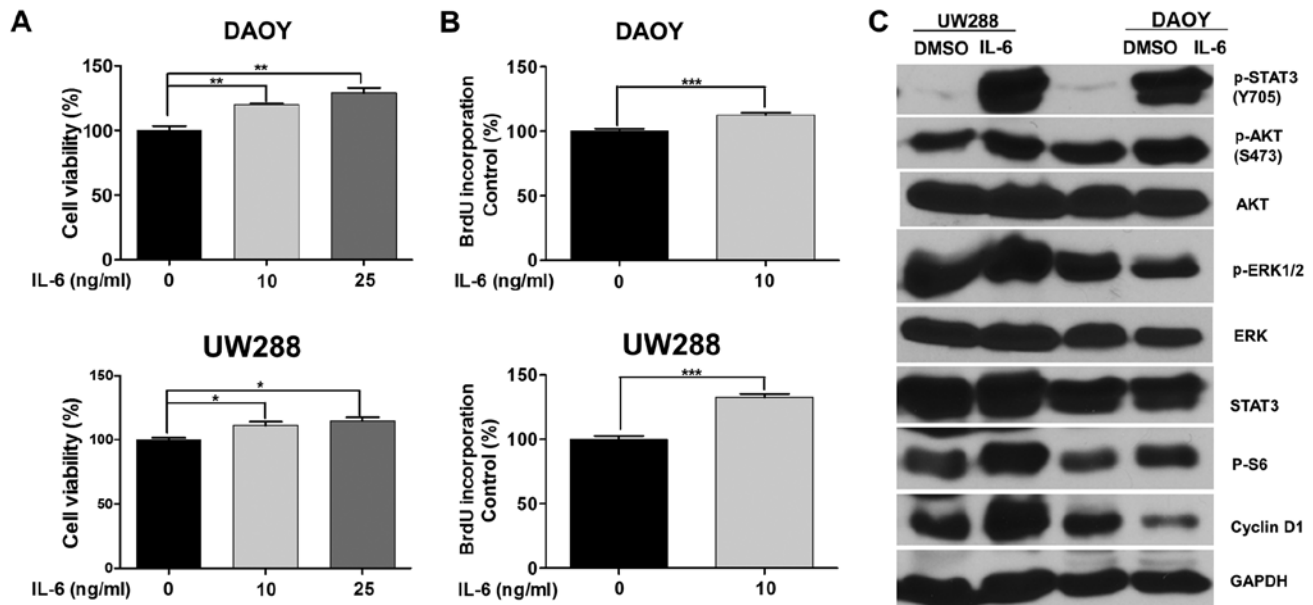 A
DAOY
**
**
Cell viability (%)
150
100
50
0
IL-6 (ng/ml)
0 10 25
UW288
*
*
Cell viability (%)
150
100
50
0
IL-6 (ng/ml)
0 10 25
B
DAOY
***
BrdU incorporation
Control (%)
150
100
50
0
IL-6 (ng/ml)
0 10
UW288
***
BrdU incorporation
Control (%)
150
100
50
0
IL-6 (ng/ml)
0 10
C
UW288 DAOY
DMSO IL-6 DMSO IL-6
p-STAT3
(Y705)
p-AKT
(S473)
AKT
p-ERK1/2
ERK
STAT3
P-S6
Cyclin D1
GAPDH